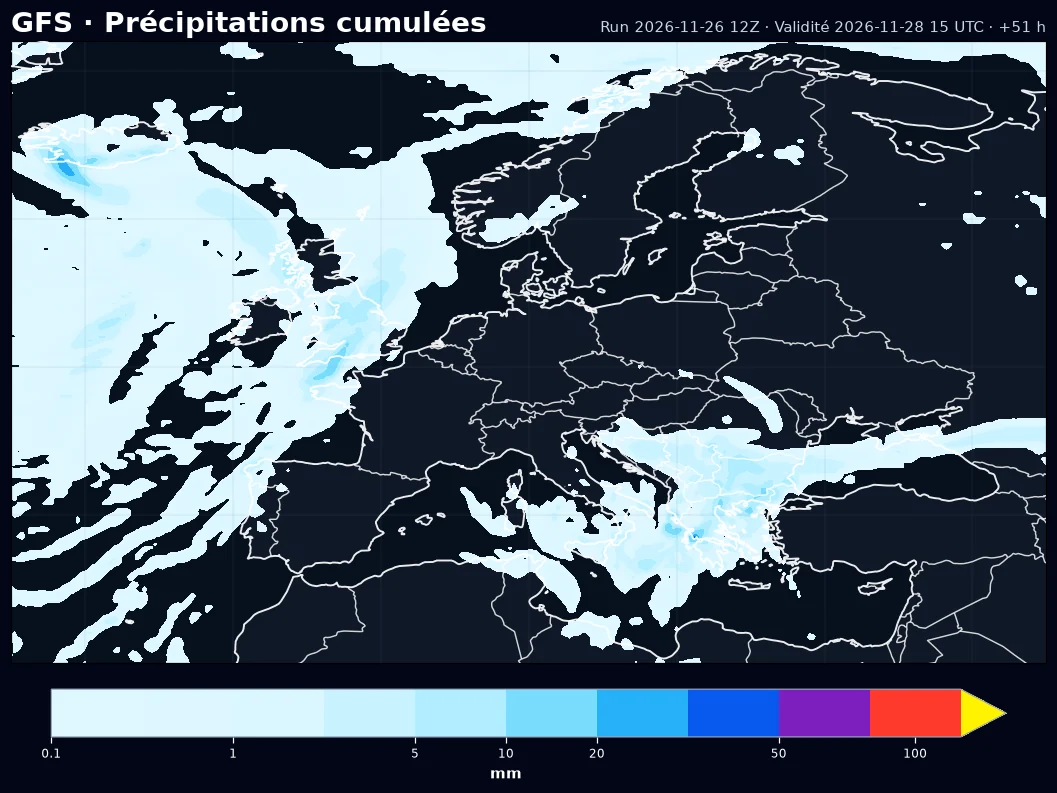 GFS · Précipitations cumulées
Run 2026-11-26 12Z · Validité 2026-11-28 15 UTC · +51 h
0.1 1 5 10 20 50 100
mm